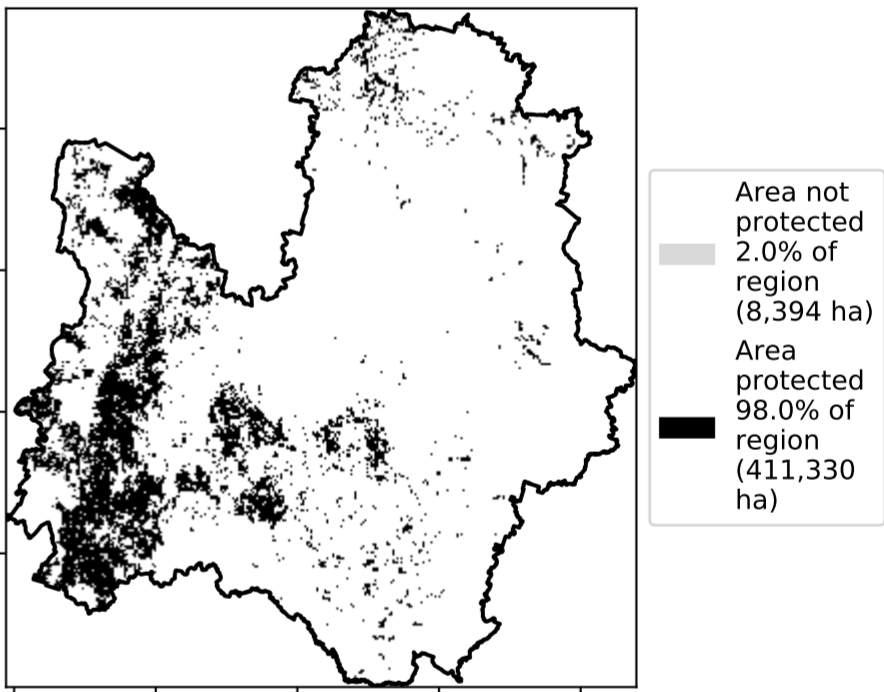 Area not
protected
2.0% of
region
(8,394 ha)
Area
protected
98.0% of
region
(411,330
ha)